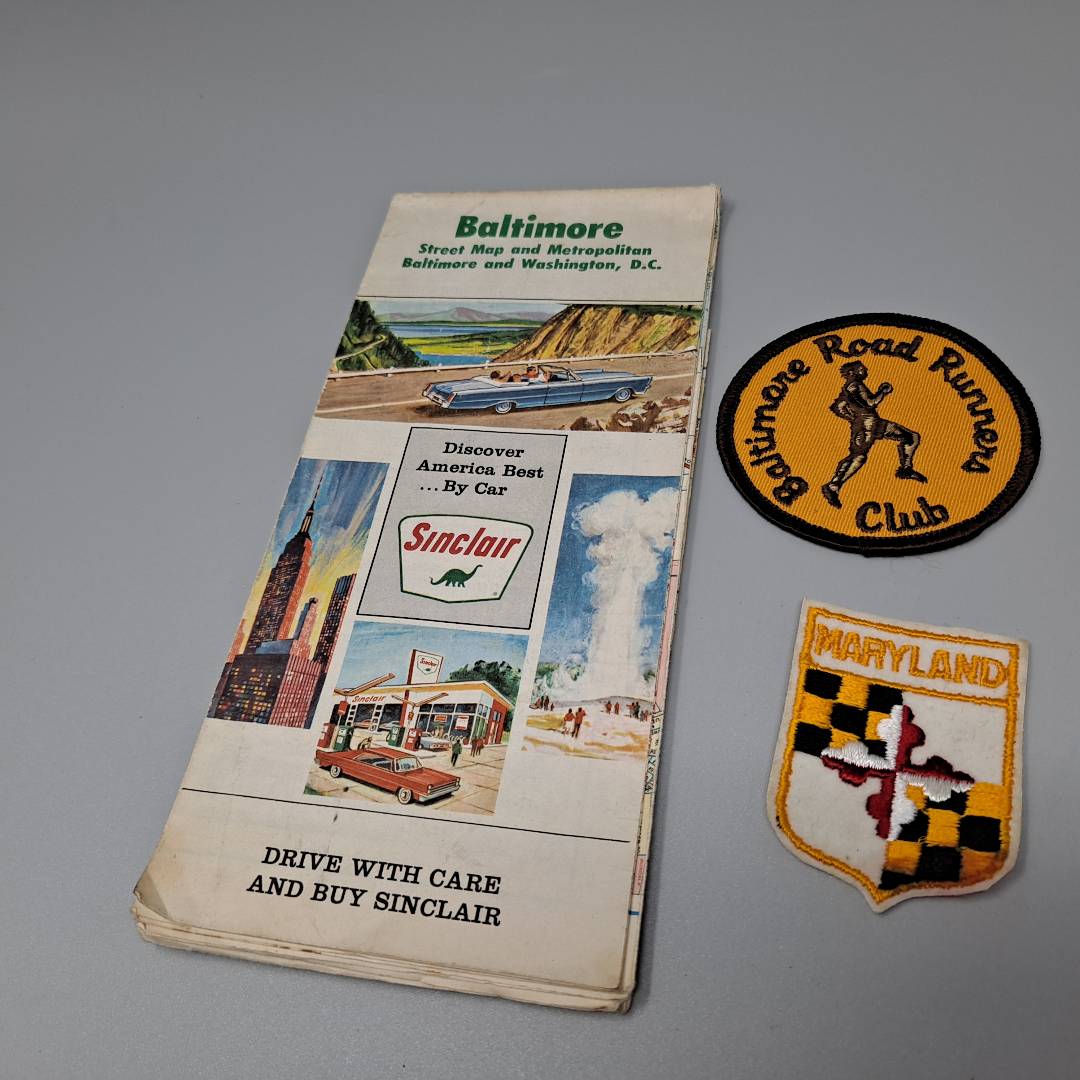 Baltimore
Street Map and Metropolitan
Baltimore and Washington, D.C.
Discover
America Best
...By Car
Sinclair
Sinclair
Sinclair
DRIVE WITH CARE
AND BUY SINCLAIR
Baltimore Road Runners
Club
MARYLAND